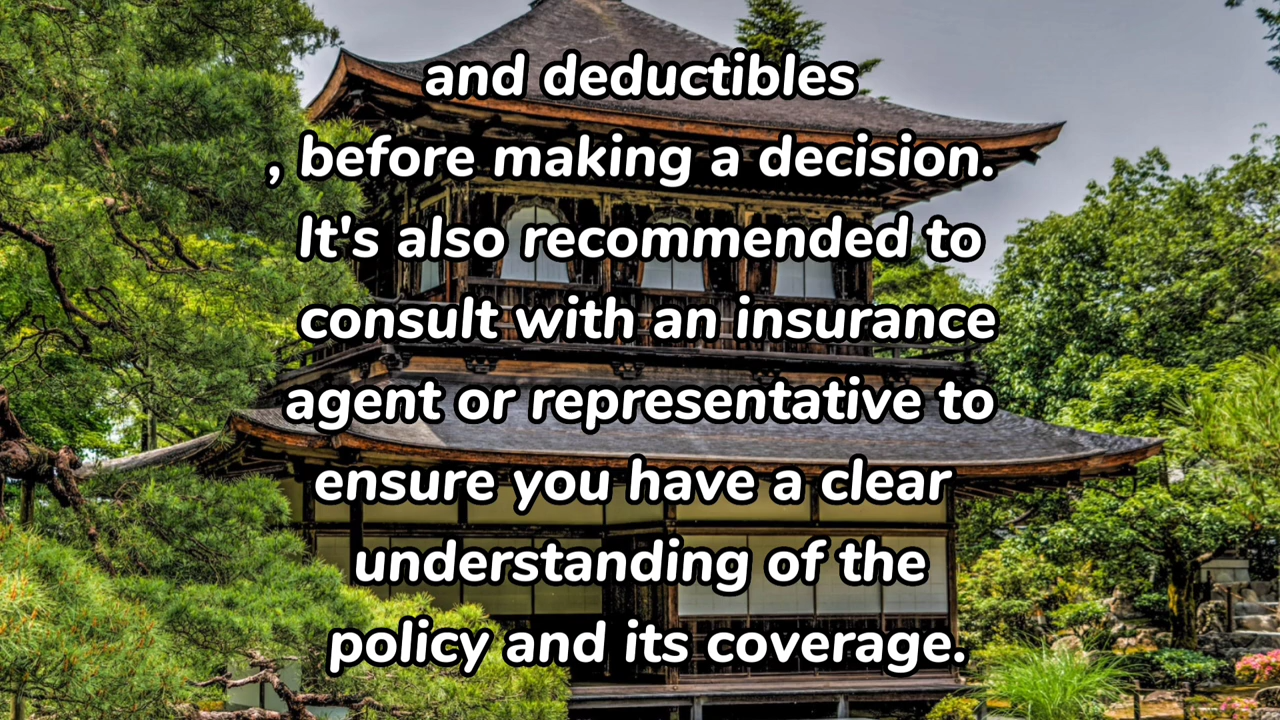 and deductibles
, before making a decision.
It's also recommended to
consult with an insurance
agent or representative to
ensure you have a clear
understanding of the
policy and its coverage.